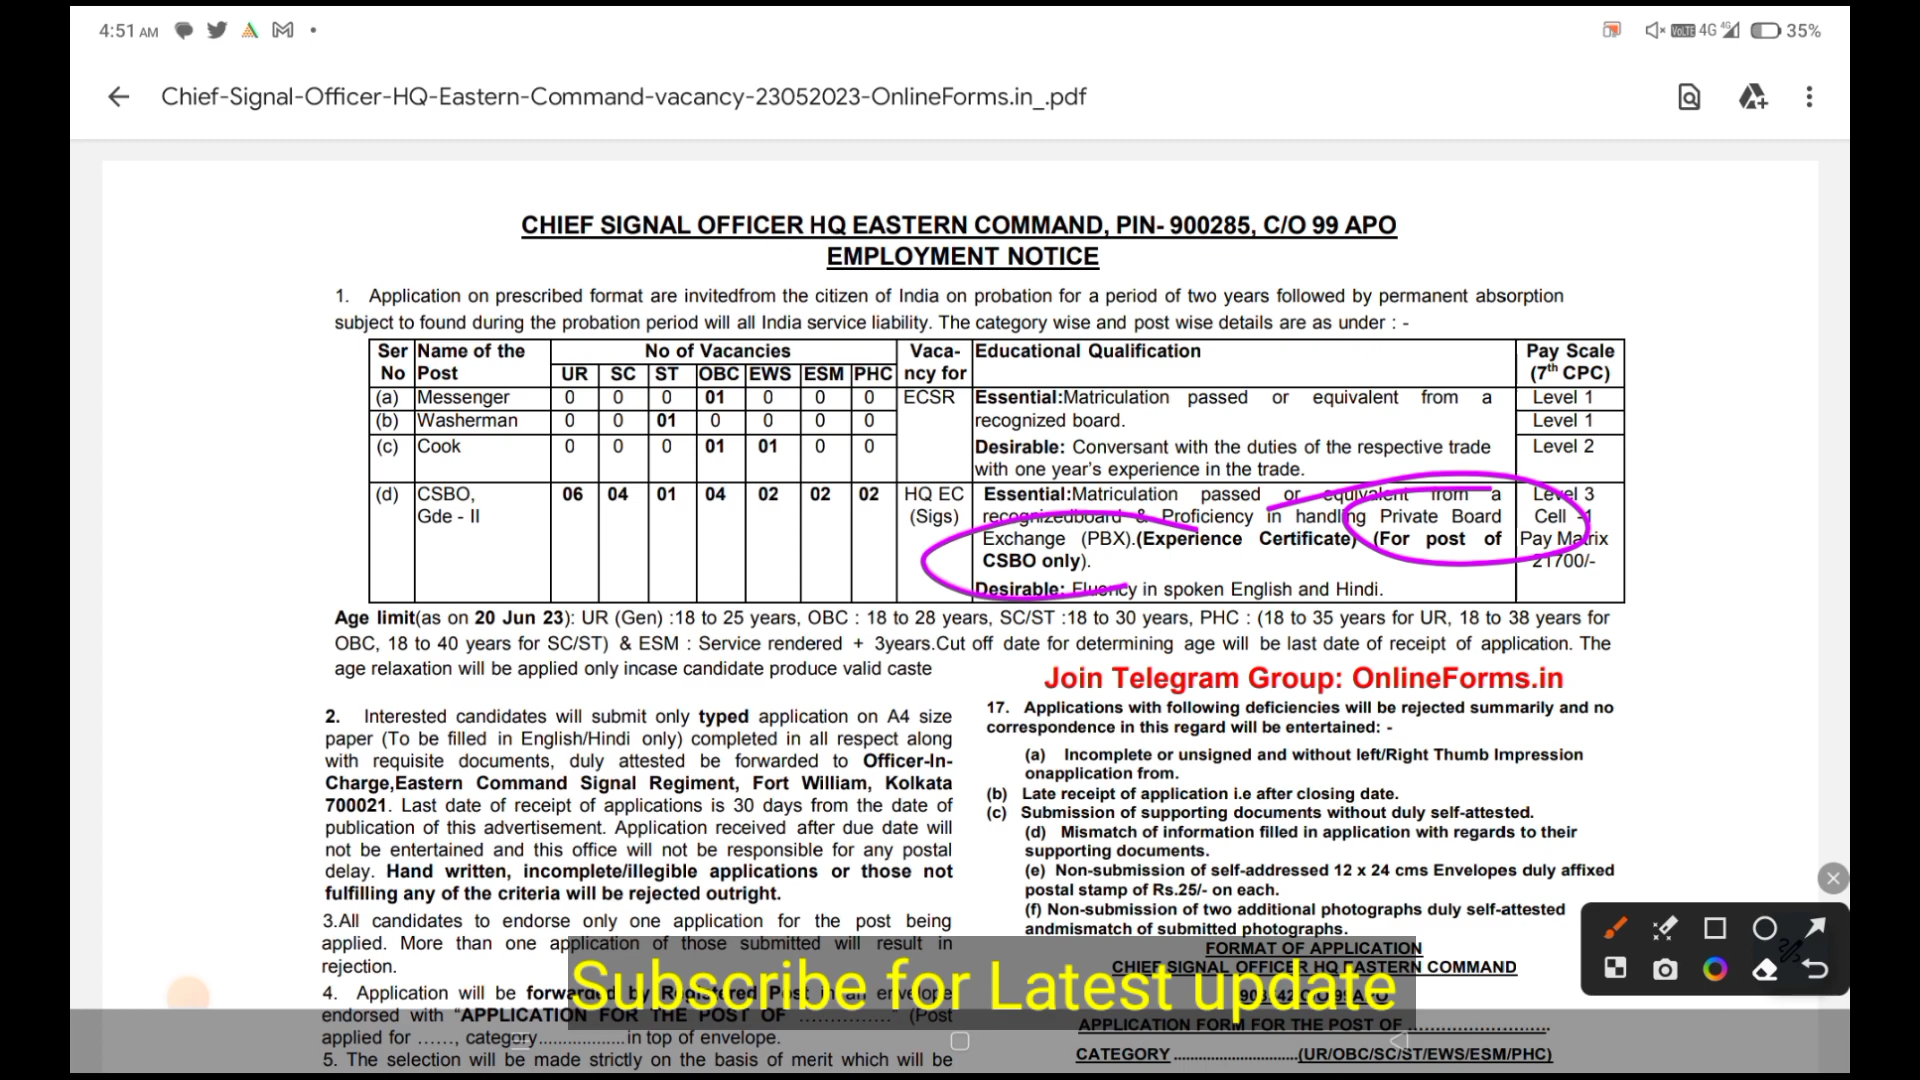 4:51 AM
VoLTE 4G 4G 35%
Chief-Signal-Officer-HQ-Eastern-Command-vacancy-23052023-OnlineForms.in_.pdf
CHIEF SIGNAL OFFICER HQ EASTERN COMMAND, PIN- 900285, C/O 99 APO
EMPLOYMENT NOTICE
1. Application on prescribed format are invitedfrom the citizen of India on probation for a period of two years followed by permanent absorption
subject to found during the probation period will all India service liability. The category wise and post wise details are as under : -
Ser No Name of the Post No of Vacancies Vaca-ncy for Educational Qualification Pay Scale (7th CPC)
UR SC ST OBC EWS ESM PHC
(a) Messenger 0 0 0 01 0 0 0 ECSR Essential:Matriculation passed or equivalent from a Level 1
(b) Washerman 0 0 01 0 0 0 0 recognized board. Level 1
(c) Cook 0 0 0 01 01 0 0 Desirable: Conversant with the duties of the respective trade Level 2
with one year's experience in the trade.
(d) CSBO, 06 04 01 04 02 02 02 HQ EC Essential:Matriculation passed or equivalent from a Level 3
Gde - II (Sigs) recognizedboard & Proficiency in handling Private Board Cell -1
Exchange (PBX).(Experience Certificate) (For post of Pay Matrix
CSBO only). 21700/-
Desirable: Fluency in spoken English and Hindi.
Age limit(as on 20 Jun 23): UR (Gen) :18 to 25 years, OBC : 18 to 28 years, SC/ST :18 to 30 years, PHC : (18 to 35 years for UR, 18 to 38 years for
OBC, 18 to 40 years for SC/ST) & ESM : Service rendered + 3years.Cut off date for determining age will be last date of receipt of application. The
age relaxation will be applied only incase candidate produce valid caste
Join Telegram Group: OnlineForms.in
2. Interested candidates will submit only typed application on A4 size
paper (To be filled in English/Hindi only) completed in all respect along
with requisite documents, duly attested be forwarded to Officer-In-
Charge,Eastern Command Signal Regiment, Fort William, Kolkata
700021. Last date of receipt of applications is 30 days from the date of
publication of this advertisement. Application received after due date will
not be entertained and this office will not be responsible for any postal
delay. Hand written, incomplete/illegible applications or those not
fulfilling any of the criteria will be rejected outright.
3.All candidates to endorse only one application for the post being
applied. More than one application of those submitted will result in
rejection.
4. Application will be forwarded by Registered Post in an envelope
endorsed with "APPLICATION FOR THE POST OF ..............." (Post
applied for ......, category..................in top of envelope.
5. The selection will be made strictly on the basis of merit which will be
17. Applications with following deficiencies will be rejected summarily and no
correspondence in this regard will be entertained: -
(a) Incomplete or unsigned and without left/Right Thumb Impression
onapplication from.
(b) Late receipt of application i.e after closing date.
(c) Submission of supporting documents without duly self-attested.
(d) Mismatch of information filled in application with regards to their
supporting documents.
(e) Non-submission of self-addressed 12 x 24 cms Envelopes duly affixed
postal stamp of Rs.25/- on each.
(f) Non-submission of two additional photographs duly self-attested
andmismatch of submitted photographs.
FORMAT OF APPLICATION
CHIEF SIGNAL OFFICER HQ EASTERN COMMAND
APPLICATION FORM FOR THE POST OF .........................
CATEGORY ..............................(UR/OBC/SC/ST/EWS/ESM/PHC)
Subscribe for Latest update